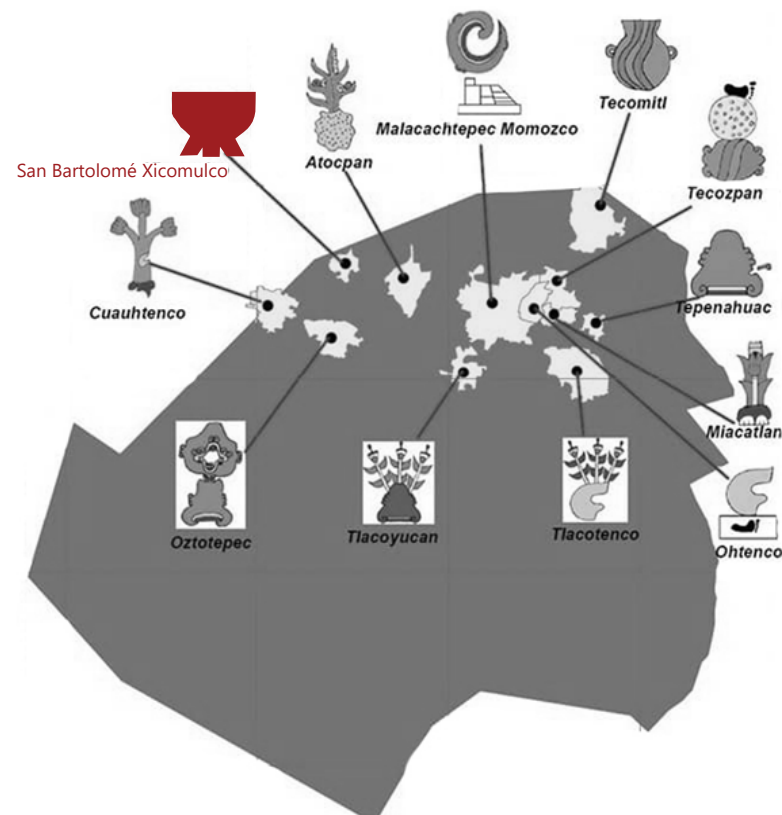 Tecomitl
Malacachtepec Momozco
Atocpan
San Bartolomé Xicomulco
Tecozpan
Cuauhtenco
Tepenahuac
Miacatlan
Oztotepec
Tlacoyucan
Tlacotenco
Ohtenco